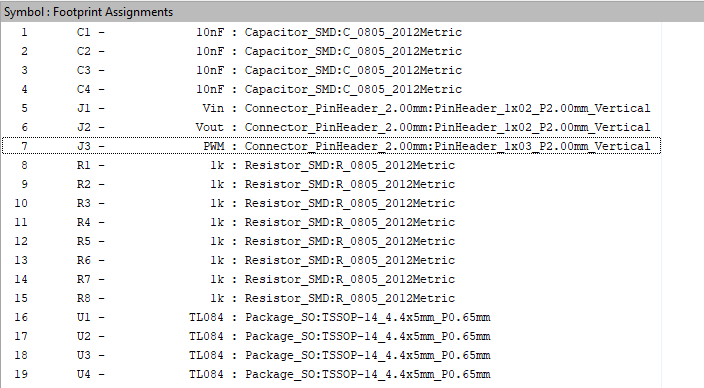 Symbol : Footprint Assignments
1 C1 - 10nF : Capacitor_SMD:C_0805_2012Metric
2 C2 - 10nF : Capacitor_SMD:C_0805_2012Metric
3 C3 - 10nF : Capacitor_SMD:C_0805_2012Metric
4 C4 - 10nF : Capacitor_SMD:C_0805_2012Metric
5 J1 - Vin : Connector_PinHeader_2.00mm:PinHeader_1x02_P2.00mm_Vertical
6 J2 - Vout : Connector_PinHeader_2.00mm:PinHeader_1x02_P2.00mm_Vertical
7 J3 - PWM : Connector_PinHeader_2.00mm:PinHeader_1x03_P2.00mm_Vertical
8 R1 - 1k : Resistor_SMD:R_0805_2012Metric
9 R2 - 1k : Resistor_SMD:R_0805_2012Metric
10 R3 - 1k : Resistor_SMD:R_0805_2012Metric
11 R4 - 1k : Resistor_SMD:R_0805_2012Metric
12 R5 - 1k : Resistor_SMD:R_0805_2012Metric
13 R6 - 1k : Resistor_SMD:R_0805_2012Metric
14 R7 - 1k : Resistor_SMD:R_0805_2012Metric
15 R8 - 1k : Resistor_SMD:R_0805_2012Metric
16 U1 - TL084 : Package_SO:TSSOP-14_4.4x5mm_P0.65mm
17 U2 - TL084 : Package_SO:TSSOP-14_4.4x5mm_P0.65mm
18 U3 - TL084 : Package_SO:TSSOP-14_4.4x5mm_P0.65mm
19 U4 - TL084 : Package_SO:TSSOP-14_4.4x5mm_P0.65mm